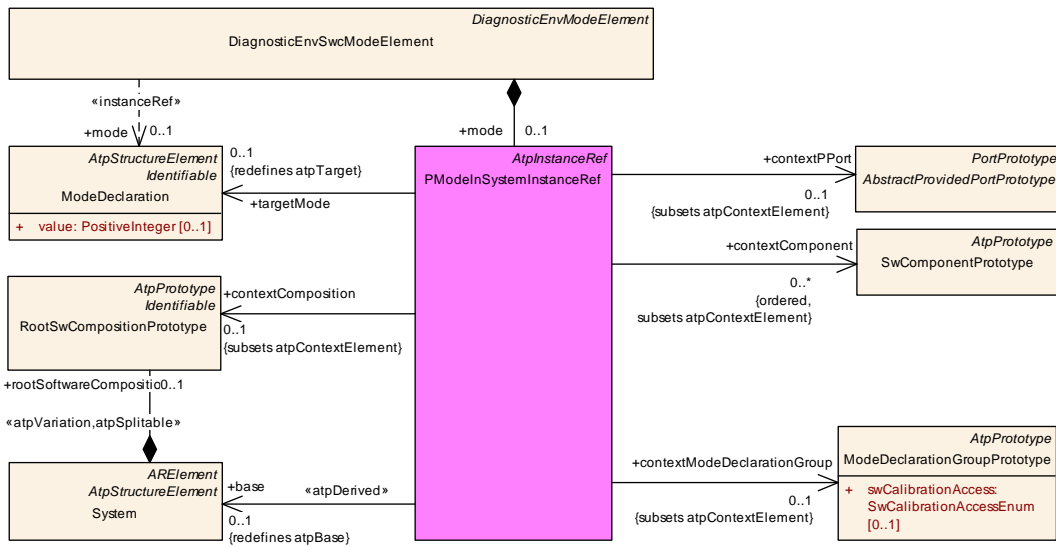 DiagnosticEnvModeElement
DiagnosticEnvSwcModeElement
«instanceRef»
+mode 0..1
+mode 0..1
AtpStructureElement
Identifiable
ModeDeclaration
+ value: PositiveInteger [0..1]
0..1
{redefines atpTarget}
+targetMode
AtpInstanceRef
PModeInSystemInstanceRef
+contextPPort
0..1
{subsets atpContextElement}
PortPrototype
AbstractProvidedPortPrototype
+contextComponent
0..*
{ordered,
subsets atpContextElement}
AtpPrototype
SwComponentPrototype
AtpPrototype
Identifiable
RootSwCompositionPrototype
+contextComposition
0..1
{subsets atpContextElement}
+rootSoftwareCompositio 0..1
«atpVariation,atpSplitable»
ARElement
AtpStructureElement
System
+base «atpDerived»
0..1
{redefines atpBase}
+contextModeDeclarationGroup
0..1
{subsets atpContextElement}
AtpPrototype
ModeDeclarationGroupPrototype
+ swCalibrationAccess:
SwCalibrationAccessEnum
[0..1]